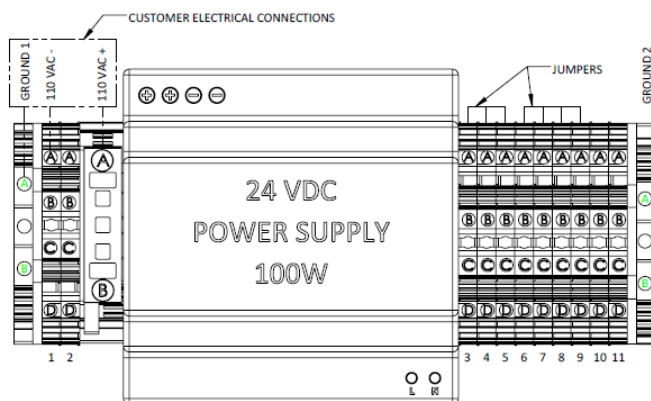 CUSTOMER ELECTRICAL CONNECTIONS
GROUND 1
110 VAC -
110 VAC +
JUMPERS
GROUND 2
A A A A A A A A A A A A
A
A
B B B B B B B B B B B
24 VDC
POWER SUPPLY
100W
C C C C C C C C C C C
B
B
B
D D D D D D D D D D D
1 2
3 4 5 6 7 8 9 10 11
L N